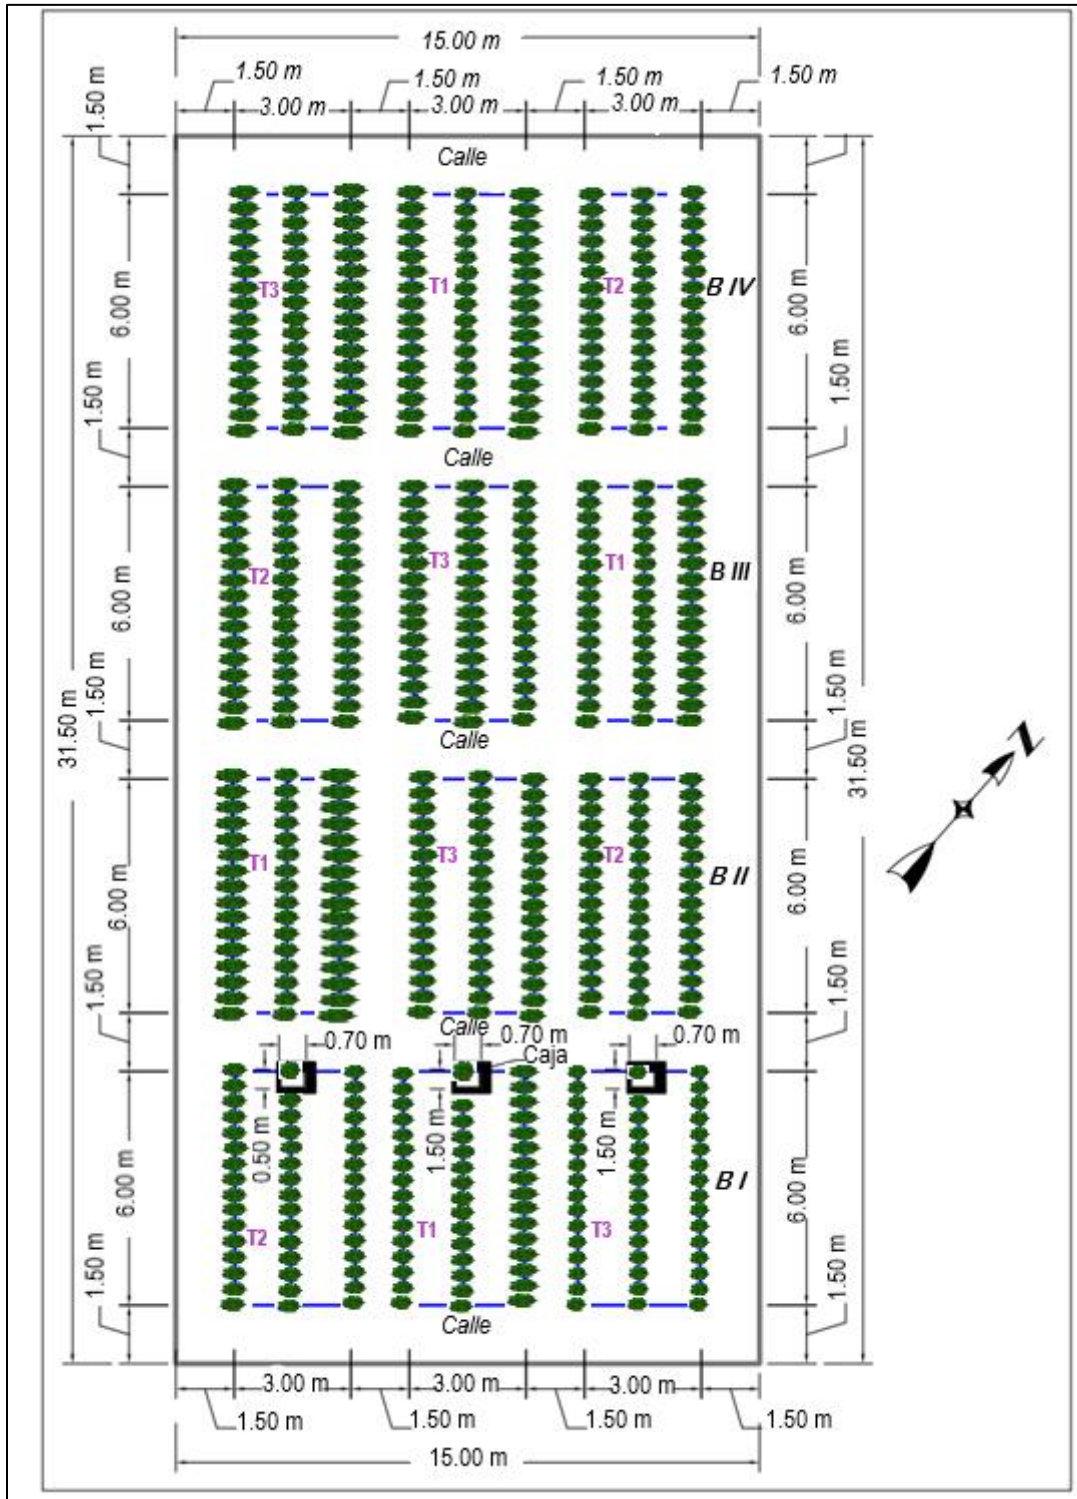 15.00 m
1.50 m 1.50 m 1.50 m 1.50 m
3.00 m 3.00 m 3.00 m
1.50 m
Calle
T3 T1 T2 B IV
6.00 m 6.00 m
1.50 m 1.50 m
Calle
T2 T3 T1 B III
6.00 m 6.00 m
31.50 m 31.50 m
1.50 m 1.50 m
Calle
N
T1 T3 T2 B II
6.00 m 6.00 m
1.50 m 1.50 m
Calle
0.70 m 0.70 m 0.70 m
Caja
0.50 m 1.50 m 1.50 m
6.00 m 6.00 m
B I
T2 T1 T3
1.50 m 1.50 m
Calle
3.00 m 3.00 m 3.00 m
1.50 m 1.50 m 1.50 m 1.50 m
15.00 m